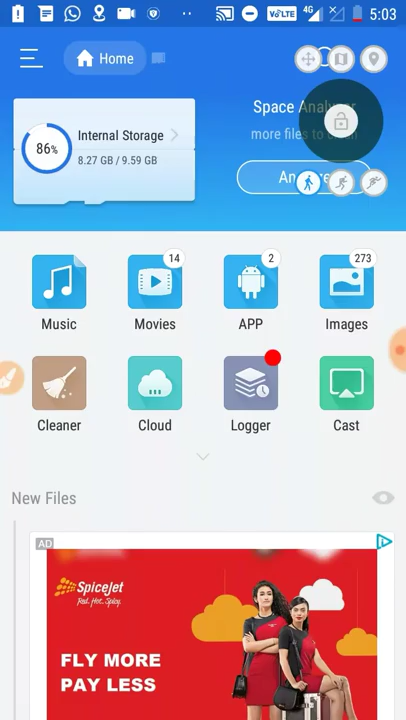 VoLTE 4G 5:03
Home
Internal Storage
86%
8.27 GB / 9.59 GB
Space
more files to
14
2
273
Music
Movies
APP
Images
Cleaner
Cloud
Logger
Cast
New Files
AD
SpiceJet
Red. Hot. Spicy.
FLY MORE
PAY LESS